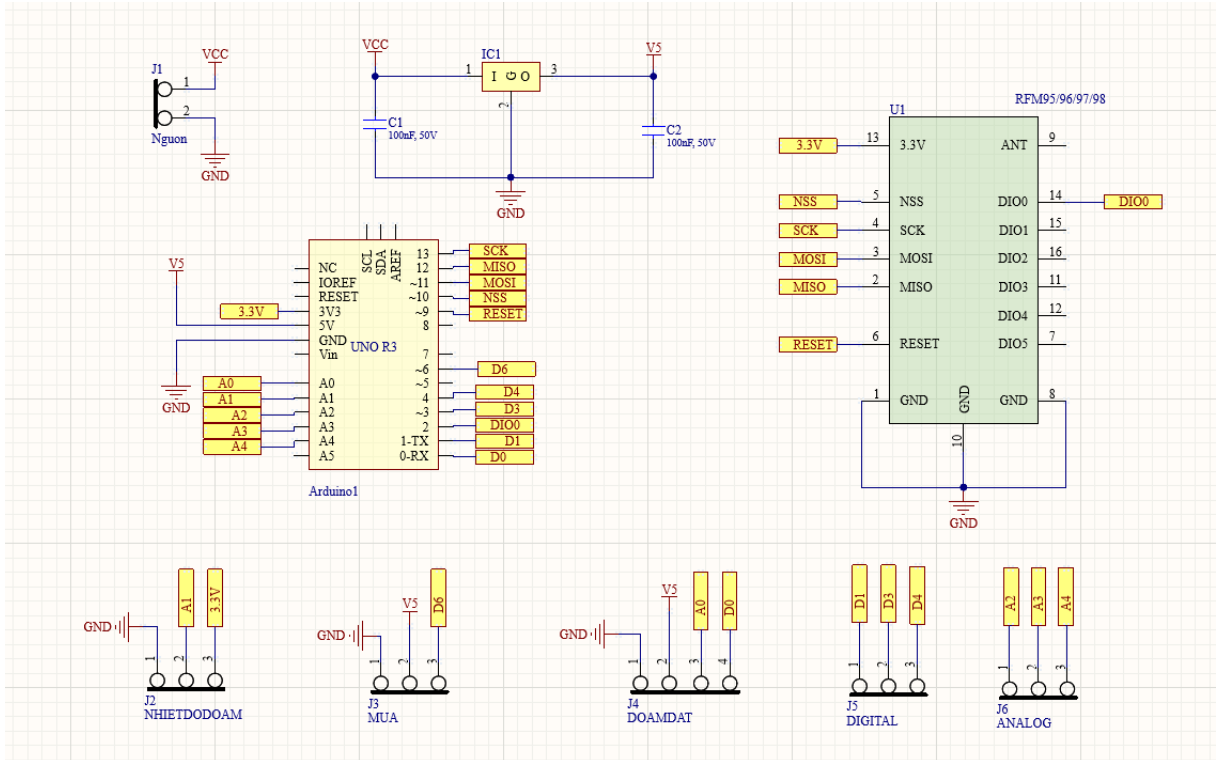 J1
VCC
1
2
Nguon
GND
VCC
C1
100nF, 50V
IC1
1
I G O
3
2
V5
C2
100nF, 50V
GND
RFM95/96/97/98
U1
3.3V 13 3.3V
ANT 9
NSS 5 NSS
DIO0 14 DIO0
SCK 4 SCK
DIO1 15
MOSI 3 MOSI
DIO2 16
MISO 2 MISO
DIO3 11
DIO4 12
RESET 6 RESET
DIO5 7
1 GND
GND
GND 8
10
GND
SCL
SDA
AREF
V5
NC
IOREF
RESET
3.3V 3V3
5V
GND
Vin
GND
A0 A0
A1 A1
A2 A2
A3 A3
A4 A4
A5
UNO R3
13 SCK
12 MISO
~11 MOSI
~10 NSS
~9 RESET
8
7
~6 D6
~5
4 D4
~3 D3
2 DIO0
1-TX D1
0-RX D0
Arduino1
GND
A1
3.3V
1
2
3
J2
NHIETDODOAM
GND
V5
D6
1
2
3
J3
MUA
GND
V5
A0
D0
1
2
3
4
J4
DOAMDAT
D1
D3
D4
1
2
3
J5
DIGITAL
A2
A3
A4
1
2
3
J6
ANALOG